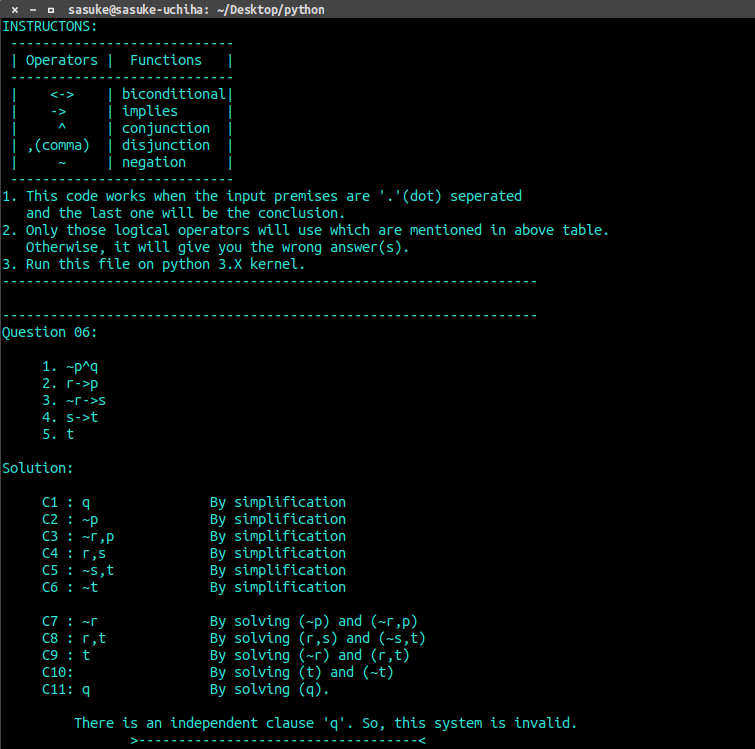 sasuke@sasuke-uchiha: ~/Desktop/python
INSTRUCTONS:
----------------------------
| Operators |  Functions   |
----------------------------
|    <->    | biconditional|
|    ->     | implies      |
|     ^     | conjunction  |
| ,(comma)  | disjunction  |
|     ~     | negation     |
----------------------------
1. This code works when the input premises are '.'(dot) seperated
   and the last one will be the conclusion.
2. Only those logical operators will use which are mentioned in above table.
   Otherwise, it will give you the wrong answer(s).
3. Run this file on python 3.X kernel.
-------------------------------------------------------------------
-------------------------------------------------------------------
Question 06:
     1. ~p^q
     2. r->p
     3. ~r->s
     4. s->t
     5. t
Solution:
     C1 : q               By simplification
     C2 : ~p              By simplification
     C3 : ~r,p            By simplification
     C4 : r,s             By simplification
     C5 : ~s,t            By simplification
     C6 : ~t              By simplification
     C7 : ~r              By solving (~p) and (~r,p)
     C8 : r,t             By solving (r,s) and (~s,t)
     C9 : t               By solving (~r) and (r,t)
     C10:                 By solving (t) and (~t)
     C11: q               By solving (q).
         There is an independent clause 'q'. So, this system is invalid.
                >-----------------------------------<